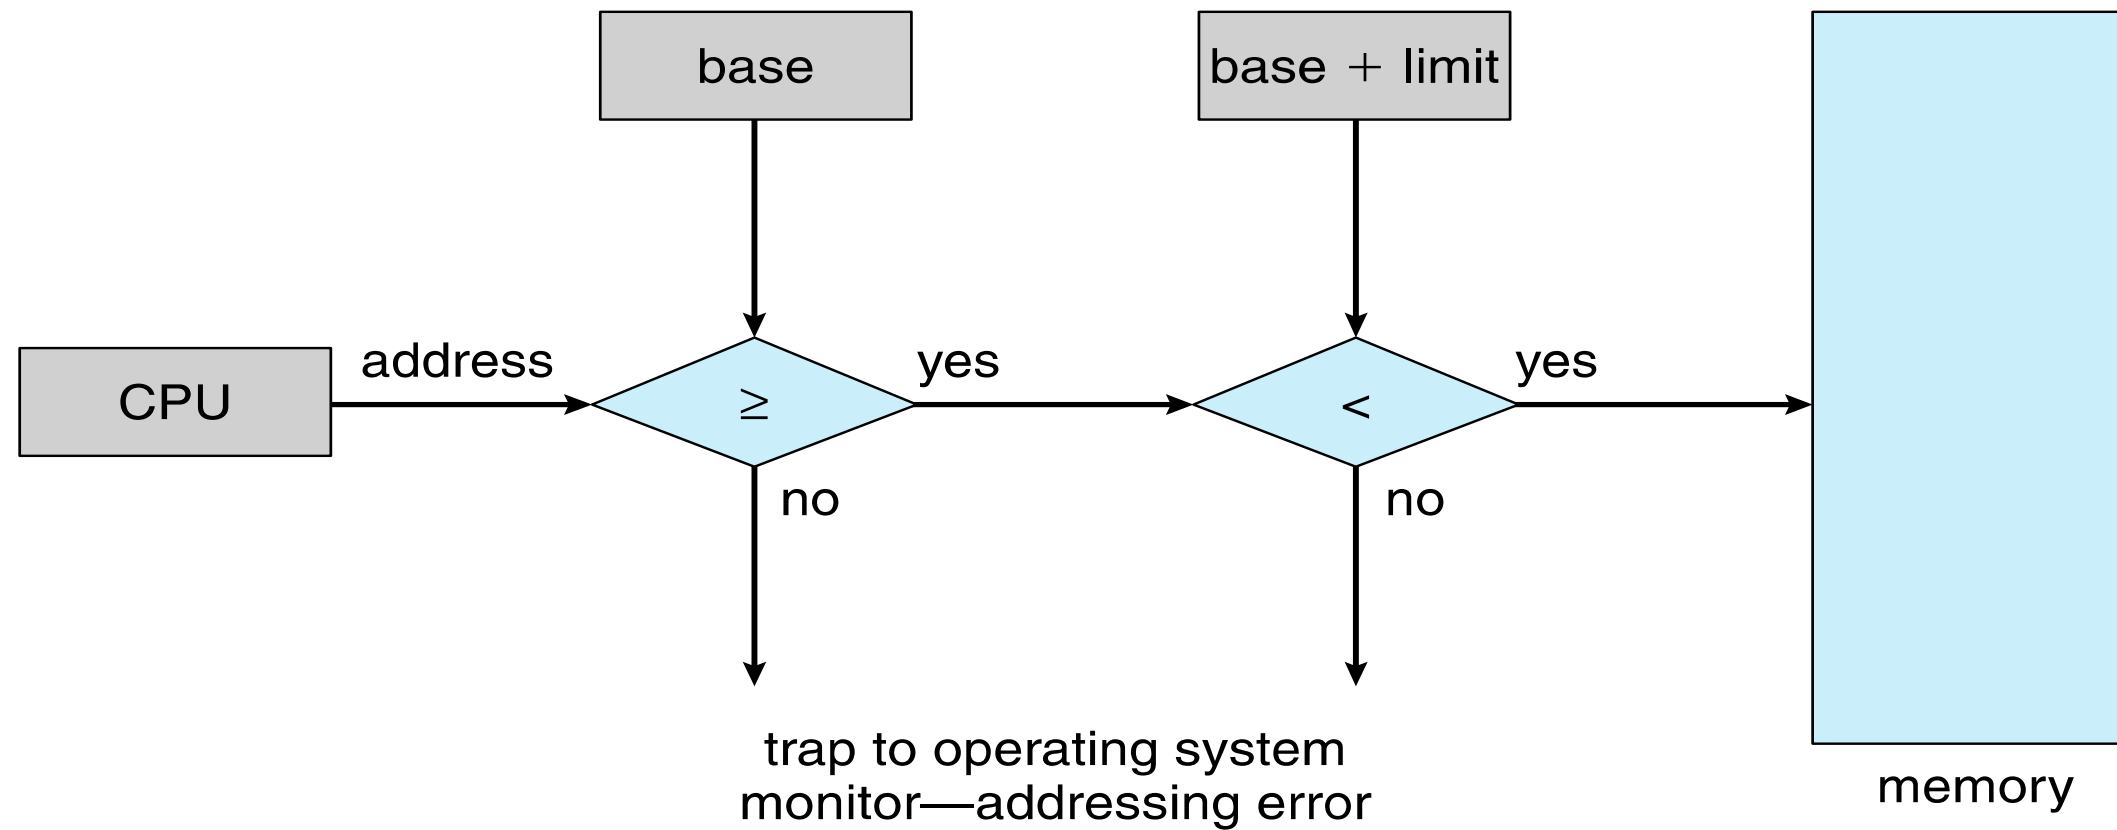 base
base + limit
address
yes
yes
CPU
≥
<
no
no
trap to operating system
monitor—addressing error
memory